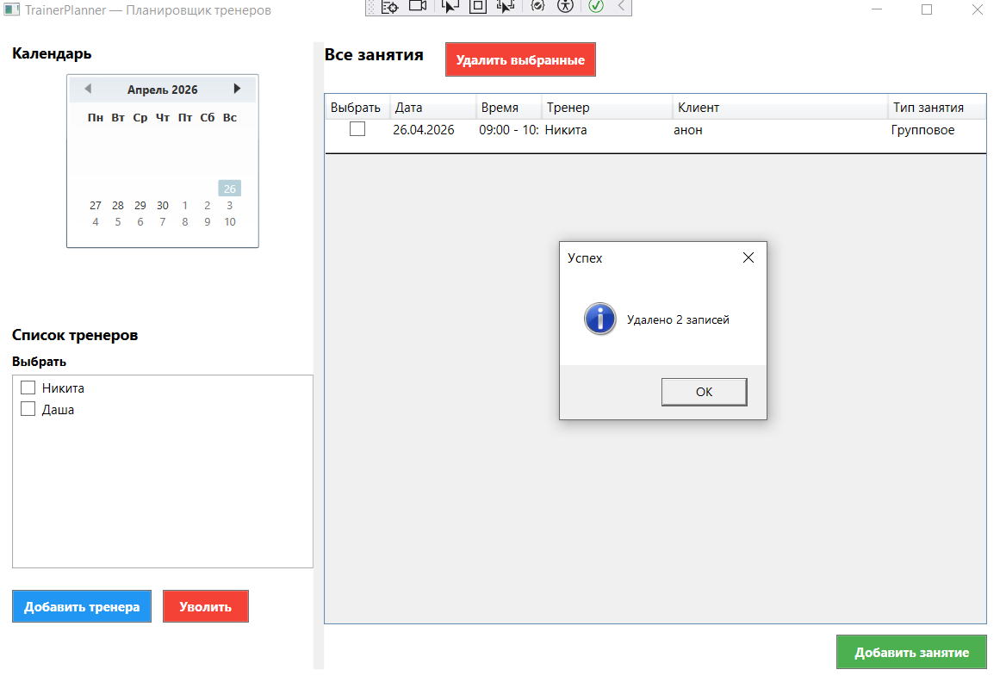 TrainerPlanner — Планировщик тренеров
Календарь
Апрель 2026
Пн Вт Ср Чт Пт Сб Вс
26
27 28 29 30 1 2 3
4 5 6 7 8 9 10
Список тренеров
Выбрать
Никита
Даша
Добавить тренера Уволить
Все занятия Удалить выбранные
Выбрать Дата Время Тренер Клиент Тип занятия
26.04.2026 09:00 - 10: Никита анон Групповое
Успех
Удалено 2 записей
ОК
Добавить занятие